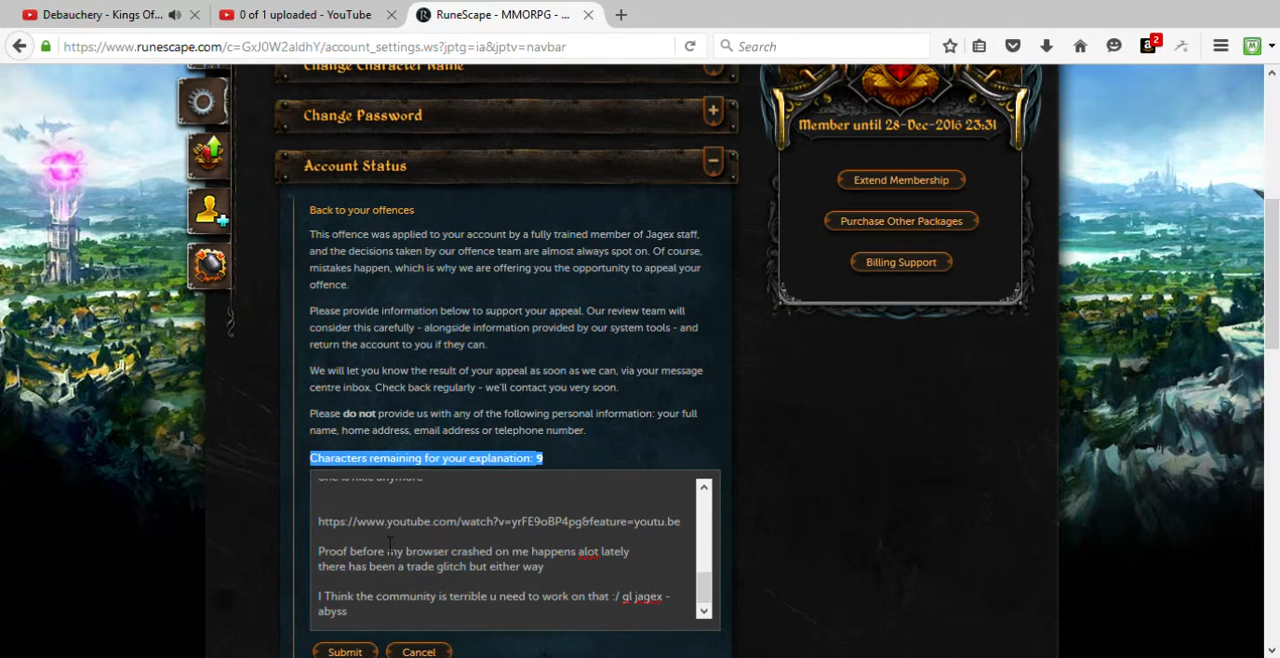 Debauchery - Kings Of...
0 of 1 uploaded - YouTube
RuneScape - MMORPG - ...
https://www.runescape.com/c=GxJ0W2aldhY/account_settings.ws?jptg=ia&jptv=navbar
Search
2
Change Character Name
Change Password
Account Status
Back to your offences
This offence was applied to your account by a fully trained member of Jagex staff,
and the decisions taken by our offence team are almost always spot on. Of course,
mistakes happen, which is why we are offering you the opportunity to appeal your
offence.
Please provide information below to support your appeal. Our review team will
consider this carefully - alongside information provided by our system tools - and
return the account to you if they can.
We will let you know the result of your appeal as soon as we can, via your message
centre inbox. Check back regularly - we'll contact you very soon.
Please do not provide us with any of the following personal information: your full
name, home address, email address or telephone number.
Characters remaining for your explanation: 9
one is nice anymore
https://www.youtube.com/watch?v=yrFE9oBP4pg&feature=youtu.be
Proof before my browser crashed on me happens alot lately
there has been a trade glitch but either way
I Think the community is terrible u need to work on that :/ gl jagex -
abyss
Submit
Cancel
Member until 28-Dec-2016 23:31
Extend Membership
Purchase Other Packages
Billing Support